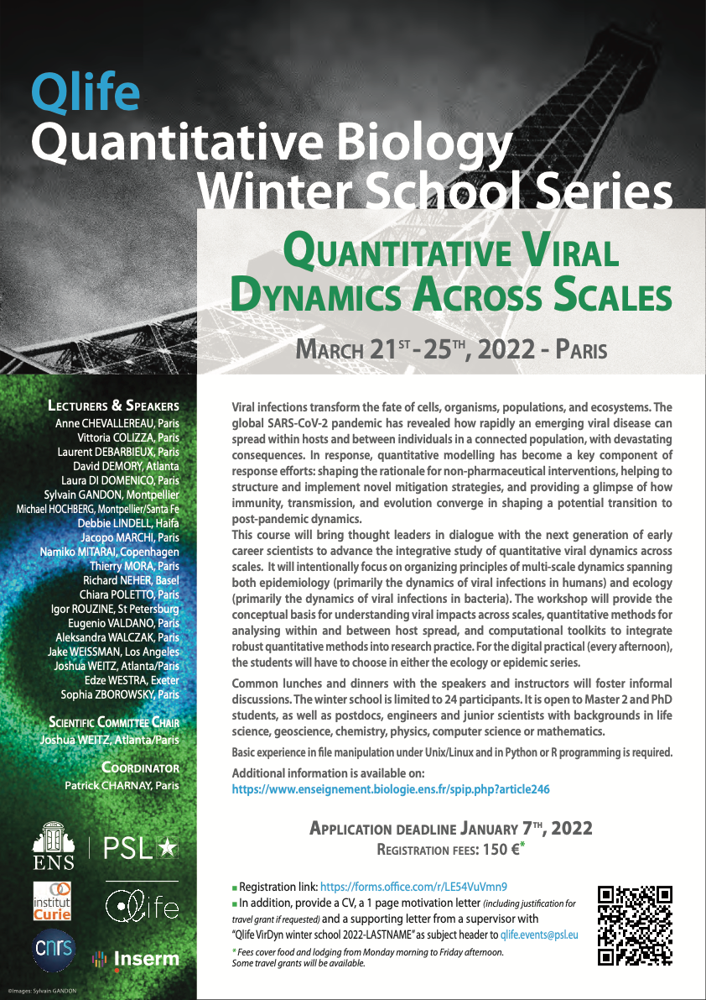 Qlife
Quantitative Biology
Winter School Series
Quantitative Viral
Dynamics Across Scales
March 21st-25th, 2022 - Paris
Lecturers & Speakers
Anne CHEVALLEREAU, Paris
Vittoria COLIZZA, Paris
Laurent DEBARBIEUX, Paris
David DEMORY, Atlanta
Laura DI DOMENICO, Paris
Sylvain GANDON, Montpellier
Michael HOCHBERG, Montpellier/Santa Fe
Debbie LINDELL, Haifa
Jacopo MARCHI, Paris
Namiko MITARAI, Copenhagen
Thierry MORA, Paris
Richard NEHER, Basel
Chiara POLETTO, Paris
Igor ROUZINE, St Petersburg
Eugenio VALDANO, Paris
Aleksandra WALCZAK, Paris
Jake WEISSMAN, Los Angeles
Joshua WEITZ, Atlanta/Paris
Edze WESTRA, Exeter
Sophia ZBOROWSKY, Paris
Scientific Committee Chair
Joshua WEITZ, Atlanta/Paris
Coordinator
Patrick CHARNAY, Paris
ENS
PSL
institut
Curie
Qlife
cnrs
Inserm
©Images: Sylvain GANDON
Viral infections transform the fate of cells, organisms, populations, and ecosystems. The
global SARS-CoV-2 pandemic has revealed how rapidly an emerging viral disease can
spread within hosts and between individuals in a connected population, with devastating
consequences. In response, quantitative modelling has become a key component of
response efforts: shaping the rationale for non-pharmaceutical interventions, helping to
structure and implement novel mitigation strategies, and providing a glimpse of how
immunity, transmission, and evolution converge in shaping a potential transition to
post-pandemic dynamics.
This course will bring thought leaders in dialogue with the next generation of early
career scientists to advance the integrative study of quantitative viral dynamics across
scales. It will intentionally focus on organizing principles of multi-scale dynamics spanning
both epidemiology (primarily the dynamics of viral infections in humans) and ecology
(primarily the dynamics of viral infections in bacteria). The workshop will provide the
conceptual basis for understanding viral impacts across scales, quantitative methods for
analysing within and between host spread, and computational toolkits to integrate
robust quantitative methods into research practice. For the digital practical (every afternoon),
the students will have to choose in either the ecology or epidemic series.
Common lunches and dinners with the speakers and instructors will foster informal
discussions. The winter school is limited to 24 participants. It is open to Master 2 and PhD
students, as well as postdocs, engineers and junior scientists with backgrounds in life
science, geoscience, chemistry, physics, computer science or mathematics.
Basic experience in file manipulation under Unix/Linux and in Python or R programming is required.
Additional information is available on:
https://www.enseignement.biologie.ens.fr/spip.php?article246
Application deadline January 7th, 2022
Registration fees: 150 €*
■ Registration link: https://forms.office.com/r/LE54VuVmn9
■ In addition, provide a CV, a 1 page motivation letter (including justification for
travel grant if requested) and a supporting letter from a supervisor with
“Qlife VirDyn winter school 2022-LASTNAME” as subject header to qlife.events@psl.eu
* Fees cover food and lodging from Monday morning to Friday afternoon.
Some travel grants will be available.